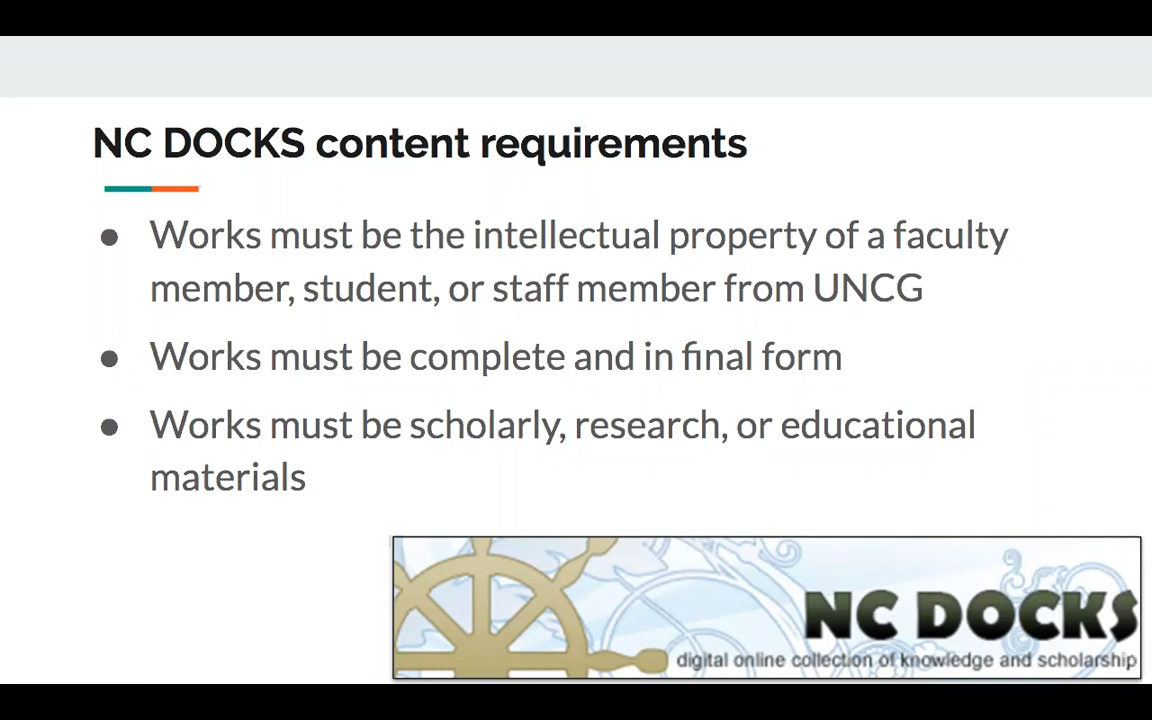 NC DOCKS content requirements
● Works must be the intellectual property of a faculty
member, student, or staff member from UNCG
● Works must be complete and in final form
● Works must be scholarly, research, or educational
materials
NC DOCKS
digital online collection of knowledge and scholarship